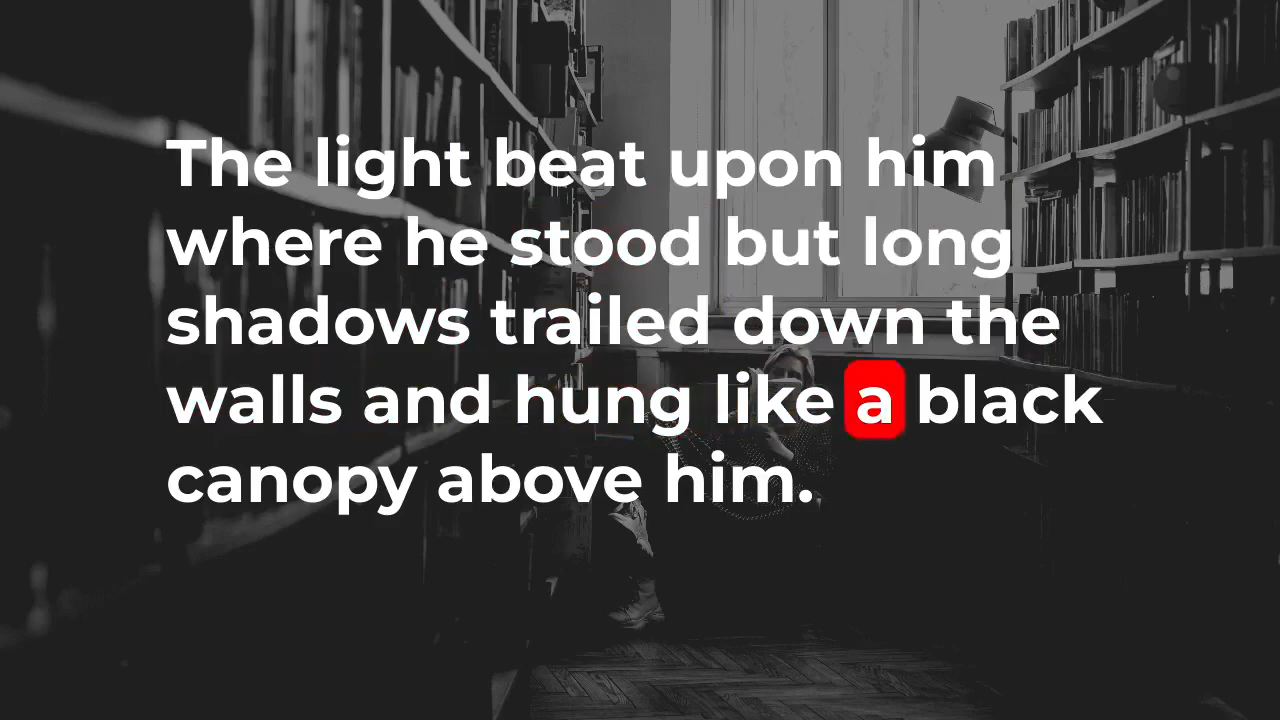 The light beat upon him
where he stood but long
shadows trailed down the
walls and hung like a black
canopy above him.